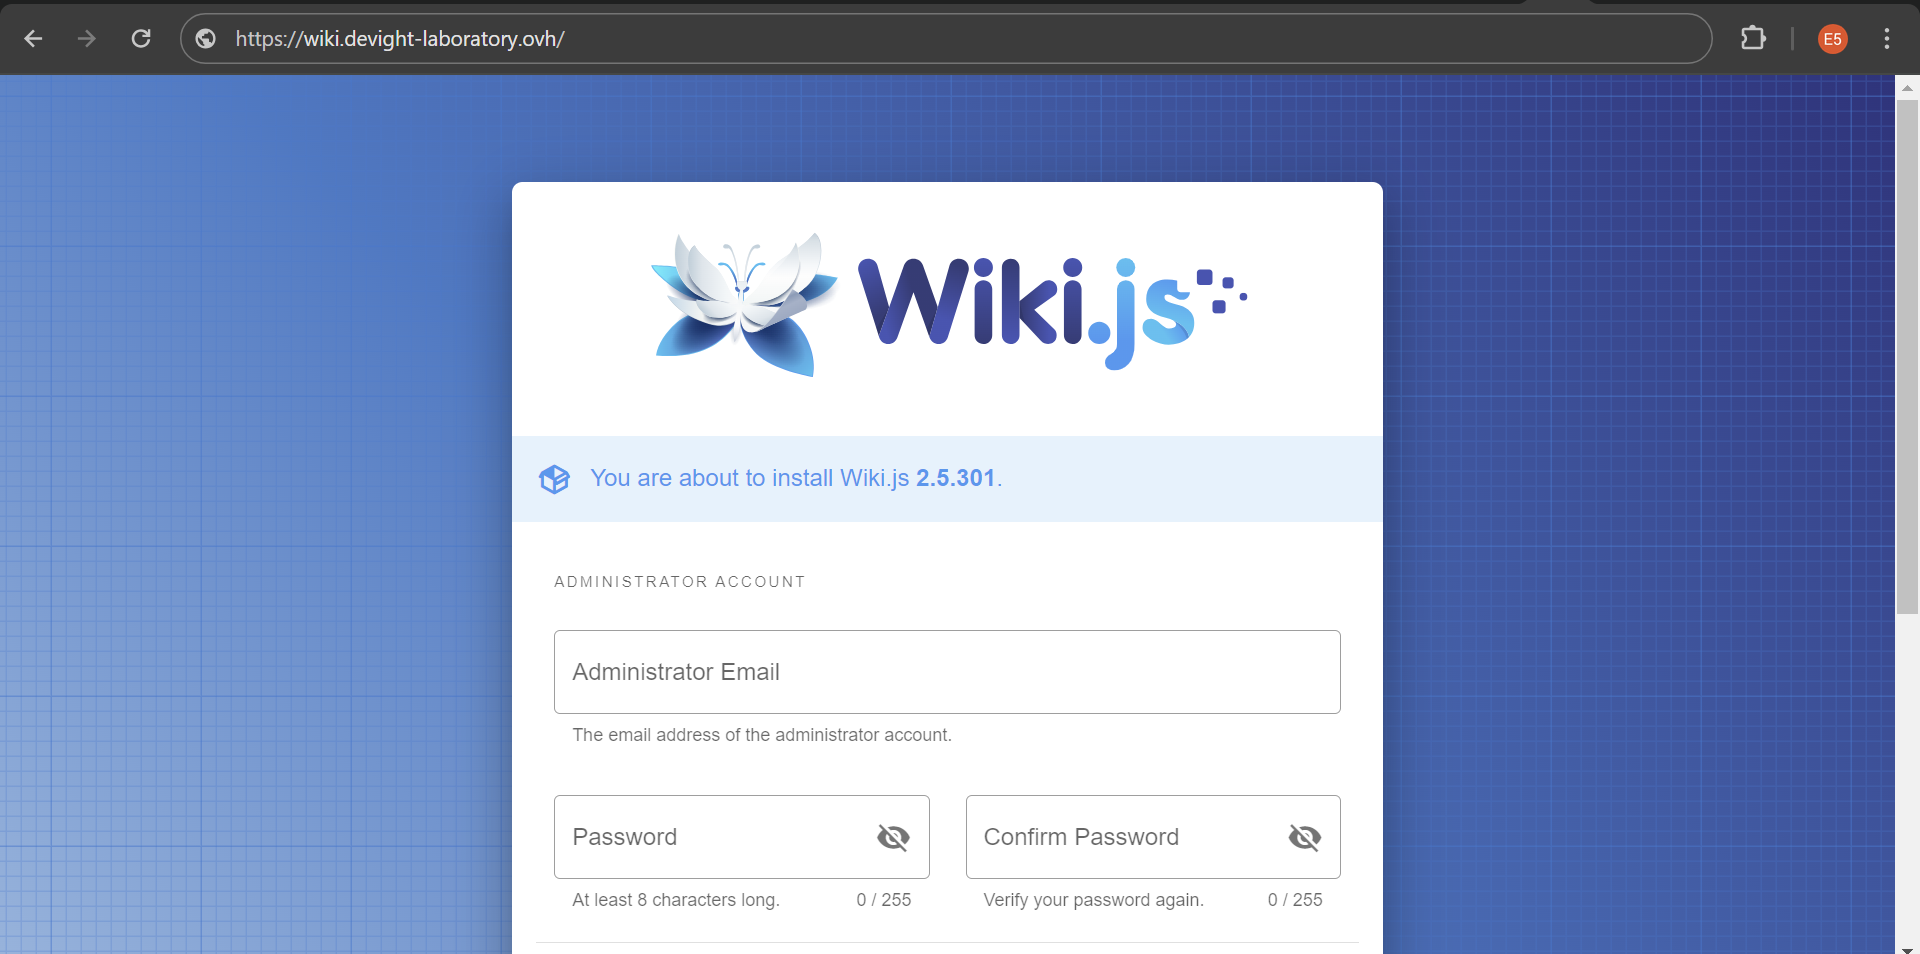 https://wiki.devight-laboratory.ovh/
E5
Wiki.js
You are about to install Wiki.js 2.5.301.
ADMINISTRATOR ACCOUNT
Administrator Email
The email address of the administrator account.
Password
Confirm Password
At least 8 characters long.
0 / 255
Verify your password again.
0 / 255